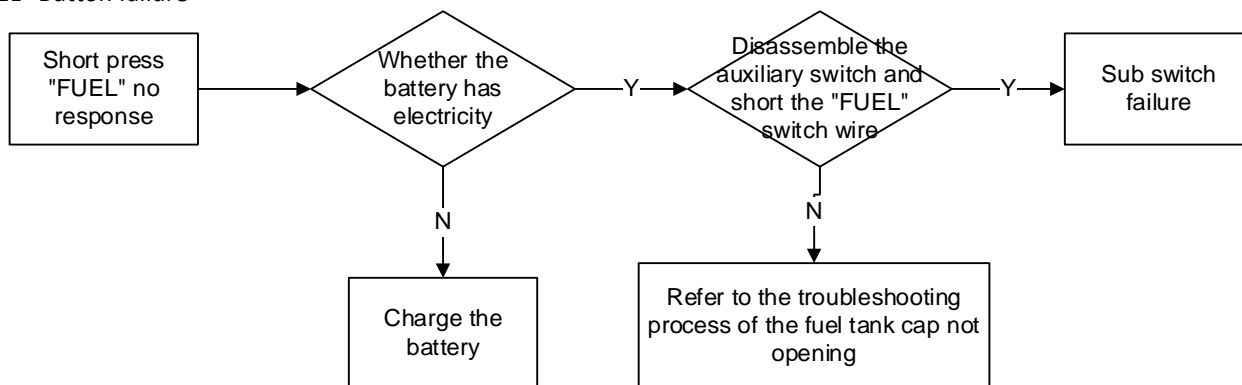 Button failure
Short press
"FUEL" no
response
Whether the
battery has
electricity
Y
Disassemble the
auxiliary switch and
short the "FUEL"
switch wire
Y
Sub switch
failure
N
N
Charge the
battery
Refer to the troubleshooting
process of the fuel tank cap not
opening